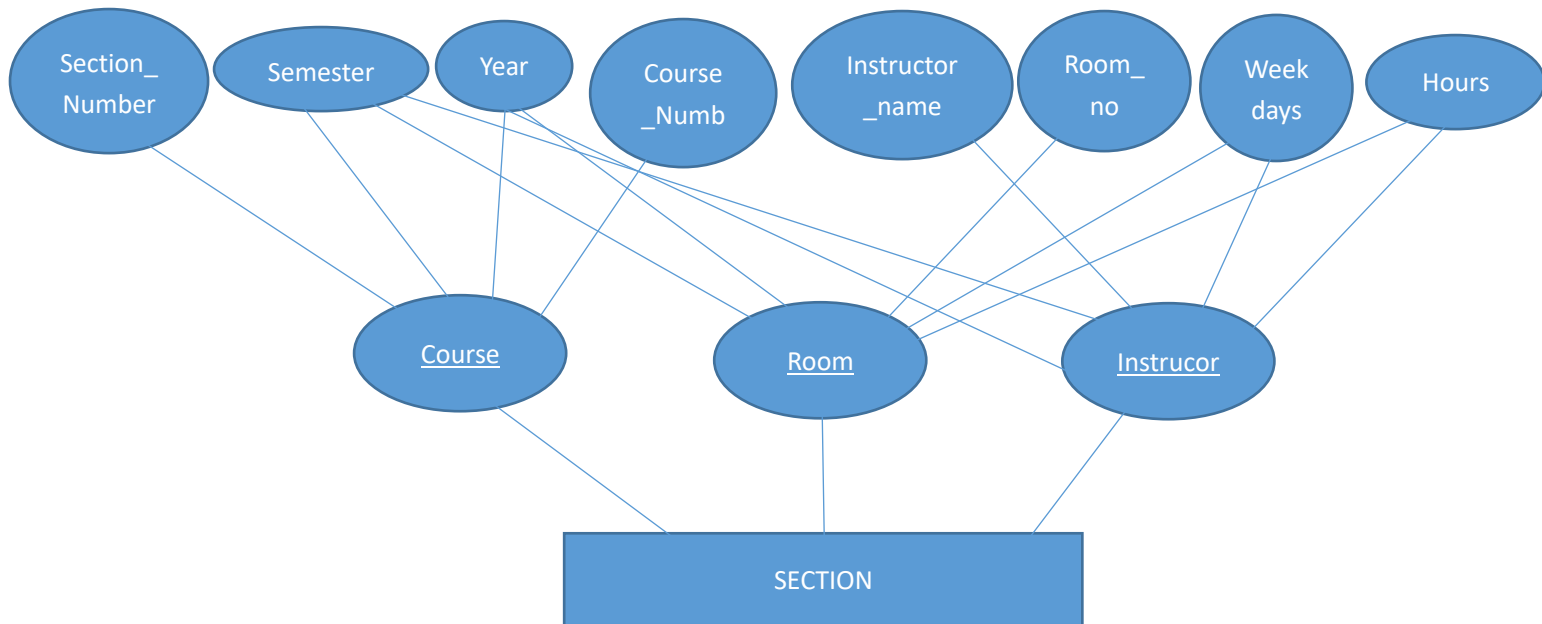 Section_
Number
Semester
Year
Course
_Numb
Instructor
_name
Room_
no
Week
days
Hours
Course
Room
Instrucor
SECTION